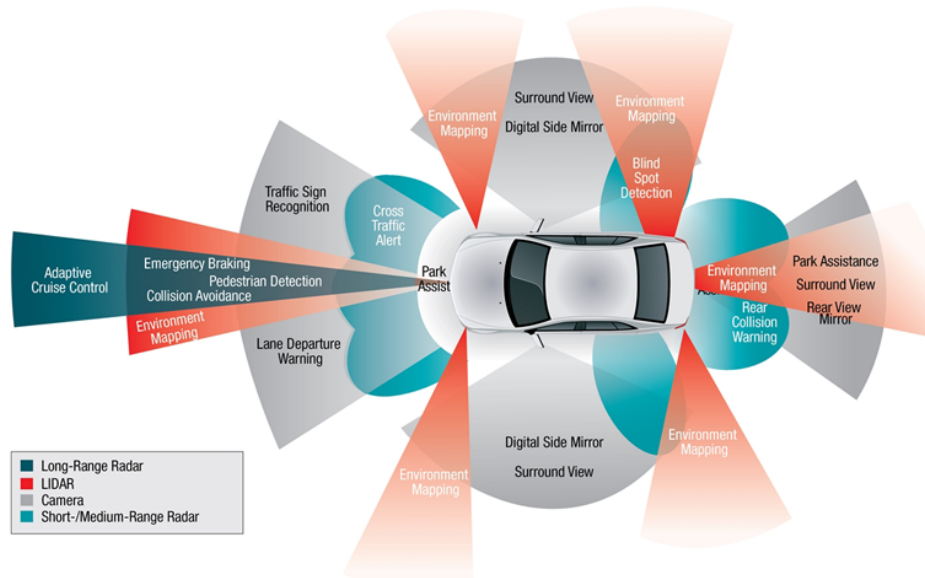 Surround View
Digital Side Mirror
Environment
Mapping
Environment
Mapping
Blind
Spot
Detection
Traffic Sign
Recognition
Cross
Traffic
Alert
Adaptive
Cruise Control
Emergency Braking
Pedestrian Detection
Collision Avoidance
Environment
Mapping
Park
Assist
Lane Departure
Warning
Environment
Mapping
Rear
Collision
Warning
Park Assistance
Surround View
Rear View
Mirror
Digital Side Mirror
Surround View
Environment
Mapping
Environment
Mapping
Long-Range Radar
LIDAR
Camera
Short-/Medium-Range Radar